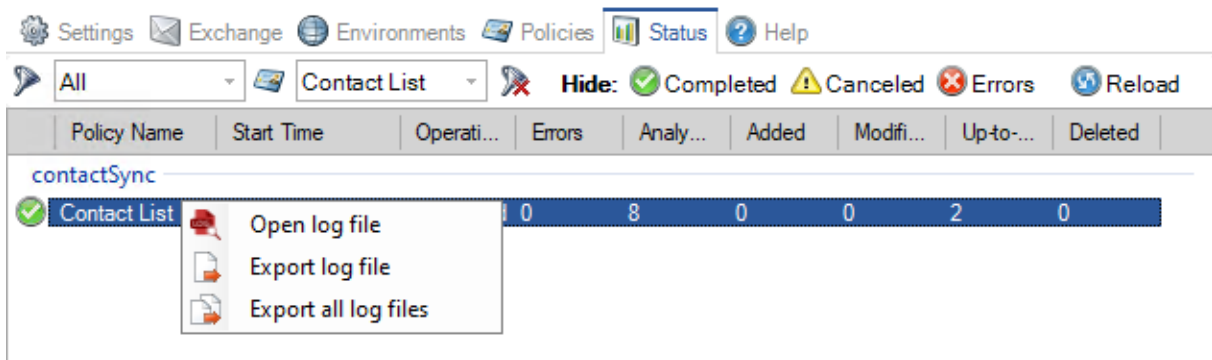 Settings Exchange Environments Policies Status Help
All Contact List Hide: Completed Canceled Errors Reload
Policy Name Start Time Operati... Errors Analy... Added Modifi... Up-to-... Deleted
contactSync
Contact List 0 8 0 0 2 0
Open log file
Export log file
Export all log files